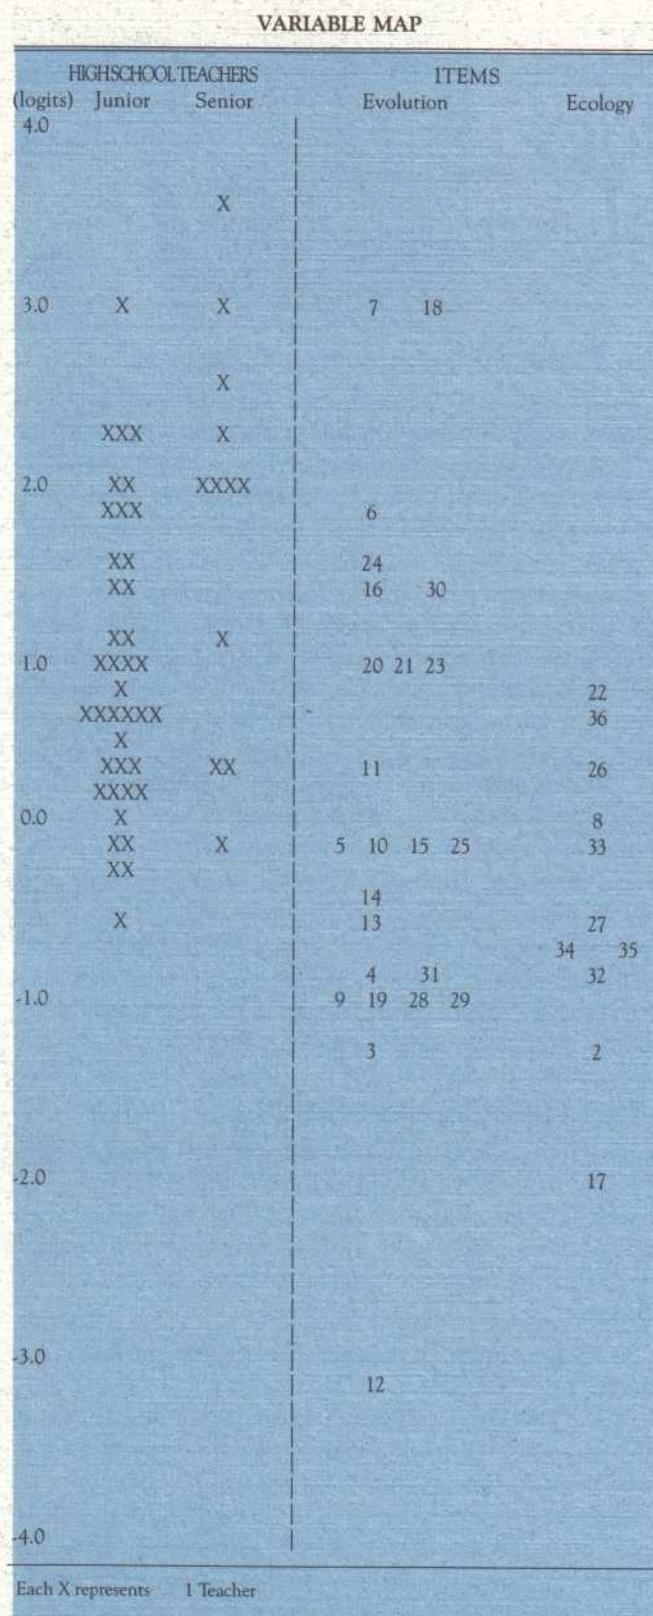 VARIABLE MAP
HIGH SCHOOL TEACHERS ITEMS
(logits) Junior Senior Evolution Ecology
4.0
X
3.0 X X 7 18
X
XXX X
2.0 XX XXXX
XXX 6
XX 24
XX 16 30
XX X
1.0 XXXX 20 21 23
X 22
XXXXXX 36
X
XXX XX 11 26
XXXX
0.0 X 8
XX X 5 10 15 25 33
XX
14
X 13 27
34 35
4 31 32
-1.0 9 19 28 29
3 2
-2.0 17
-3.0
12
-4.0
Each X represents 1 Teacher